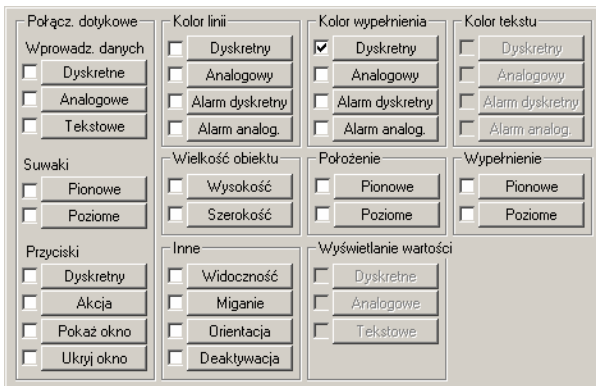 Połącz. dotykowe
Wprowadz. danych
Dyskretne
Analogowe
Tekstowe
Suwaki
Pionowe
Poziome
Przyciski
Dyskretny
Akcja
Pokaż okno
Ukryj okno
Kolor linii
Dyskretny
Analogowy
Alarm dyskretny
Alarm analog.
Kolor wypełnienia
Dyskretny
Analogowy
Alarm dyskretny
Alarm analog.
Kolor tekstu
Dyskretny
Analogowy
Alarm dyskretny
Alarm analog.
Wielkość obiektu
Wysokość
Szerokość
Położenie
Pionowe
Poziome
Wypełnienie
Pionowe
Poziome
Inne
Widoczność
Miganie
Orientacja
Deaktywacja
Wyświetlanie wartości
Dyskretne
Analogowe
Tekstowe